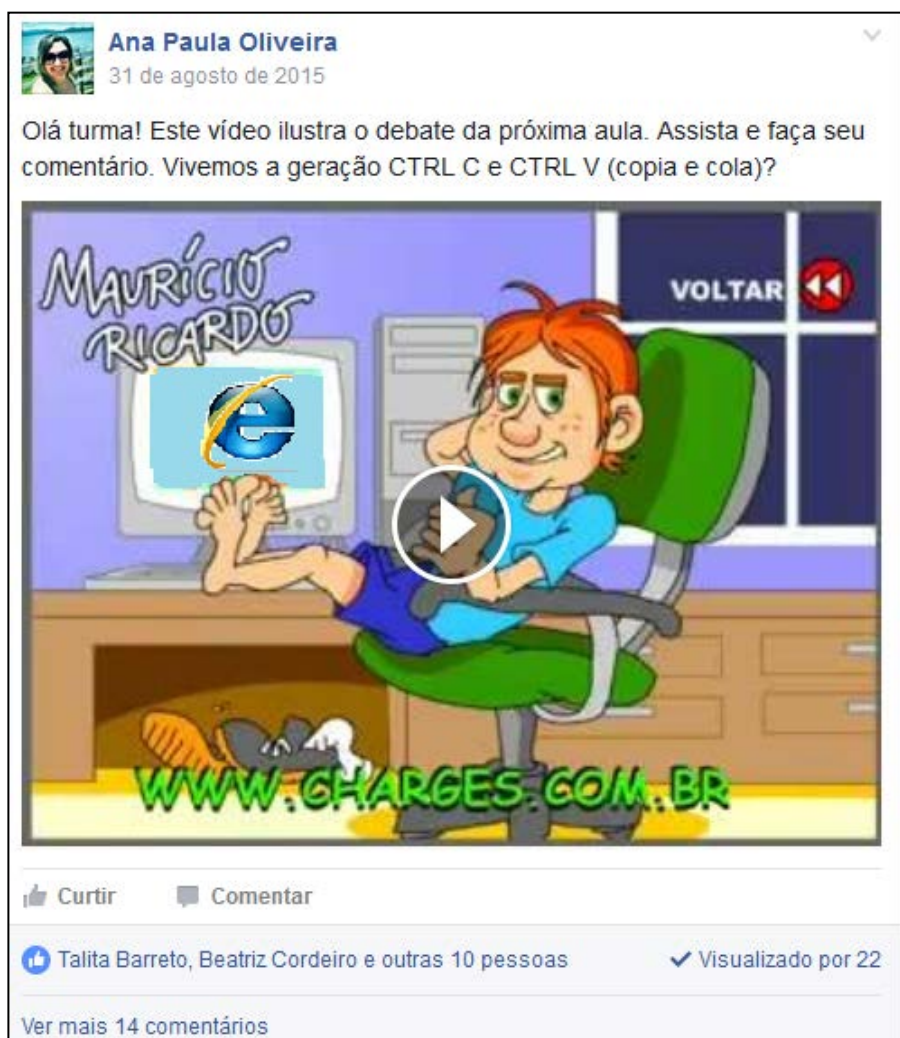 Ana Paula Oliveira
31 de agosto de 2015
Olá turma! Este vídeo ilustra o debate da próxima aula. Assista e faça seu
comentário. Vivemos a geração CTRL C e CTRL V (copia e cola)?
MAURÍCIO
RICARDO
VOLTAR
e
WWW.CHARGES.COM.BR
Curtir Comentar
Talita Barreto, Beatriz Cordeiro e outras 10 pessoas Visualizado por 22
Ver mais 14 comentários